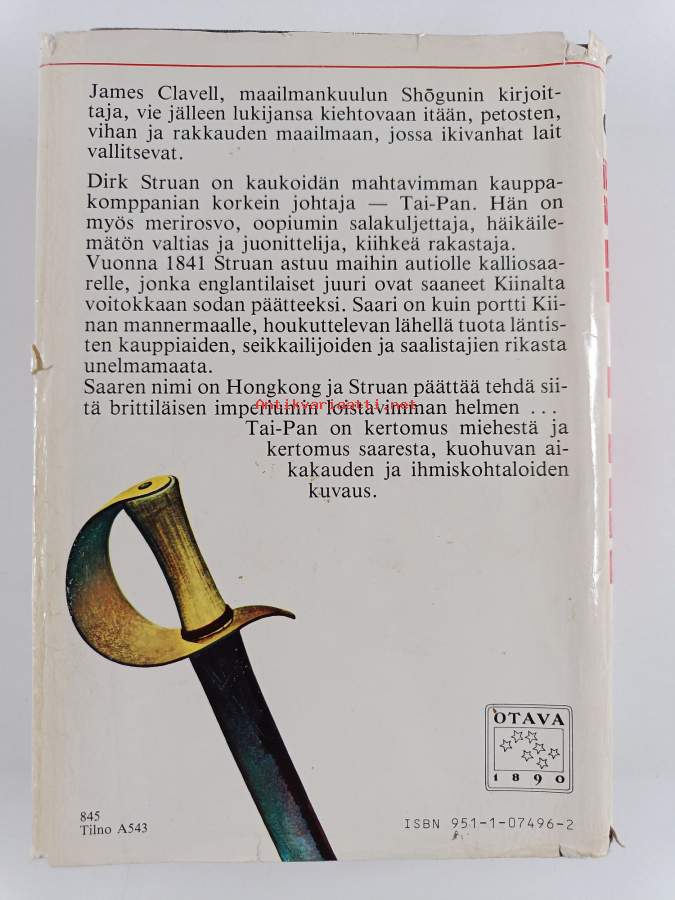 James Clavell, maailmankuulun Shōgunin kirjoit-
taja, vie jälleen lukijansa kiehtovaan itään, petosten,
vihan ja rakkauden maailmaan, jossa ikivanhat lait
vallitsevat.
Dirk Struan on kaukoidän mahtavimman kauppa-
komppanian korkein johtaja — Tai-Pan. Hän on
myös merirosvo, oopiumin salakuljettaja, häikäile-
mätön valtias ja juonittelija, kiihkeä rakastaja.
Vuonna 1841 Struan astuu maihin autiolle kalliosaa-
relle, jonka englantilaiset juuri ovat saaneet Kiinalta
voitokkaan sodan päätteeksi. Saari on kuin portti Kii-
nan mannermaalle, houkuttelevan lähellä tuota läntis-
ten kauppiaiden, seikkailijoiden ja saalistajien rikasta
unelmamaata.
Saaren nimi on Hongkong ja Struan päättää tehdä sii-
tä brittiläisen imperiumin loistavimman helmen ...
Antikvariaatti.net
Tai-Pan on kertomus miehestä ja
kertomus saaresta, kuohuvan ai-
kakauden ja ihmiskohtaloiden
kuvaus.
OTAVA
1890
845
Tilno A543
ISBN 951-1-07496-2